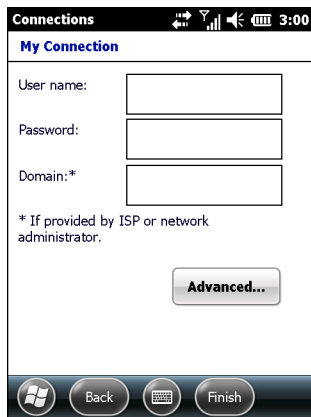 Connections 3:00
My Connection
User name:
Password:
Domain:*
* If provided by ISP or network
administrator.
Advanced...
Back Finish